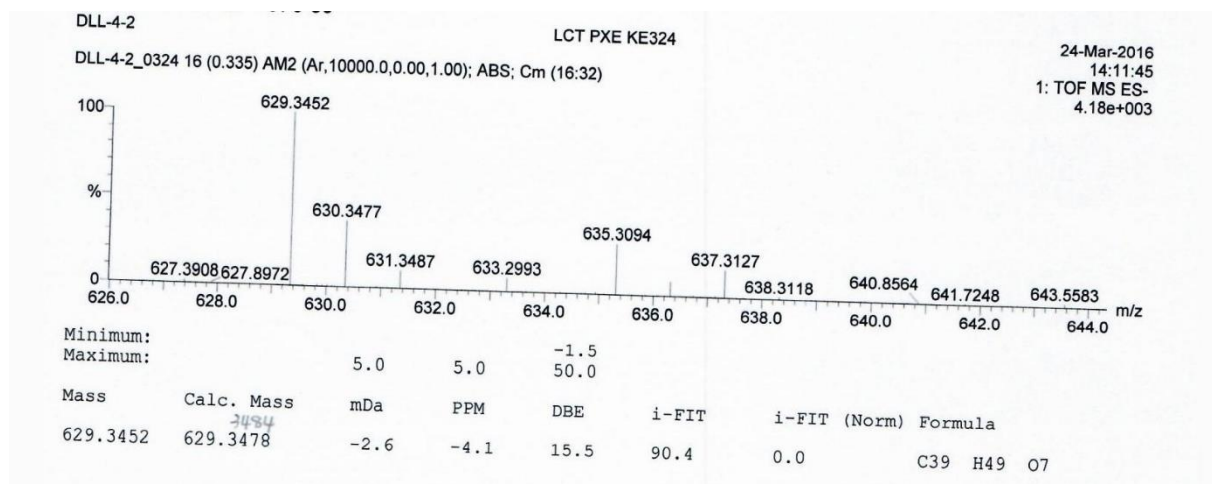 DLL-4-2
LCT PXE KE324
24-Mar-2016
DLL-4-2_0324 16 (0.335) AM2 (Ar,10000.0,0.00,1.00); ABS; Cm (16:32)
14:11:45
1: TOF MS ES-
4.18e+003
100
629.3452
%
630.3477
635.3094
627.3908 627.8972
631.3487
633.2993
637.3127
638.3118
640.8564
641.7248
643.5583
0
m/z
626.0 628.0 630.0 632.0 634.0 636.0 638.0 640.0 642.0 644.0
Minimum: -1.5
Maximum: 5.0 5.0 50.0
Mass Calc. Mass mDa PPM DBE i-FIT i-FIT (Norm) Formula
3484
629.3452 629.3478 -2.6 -4.1 15.5 90.4 0.0 C39 H49 O7